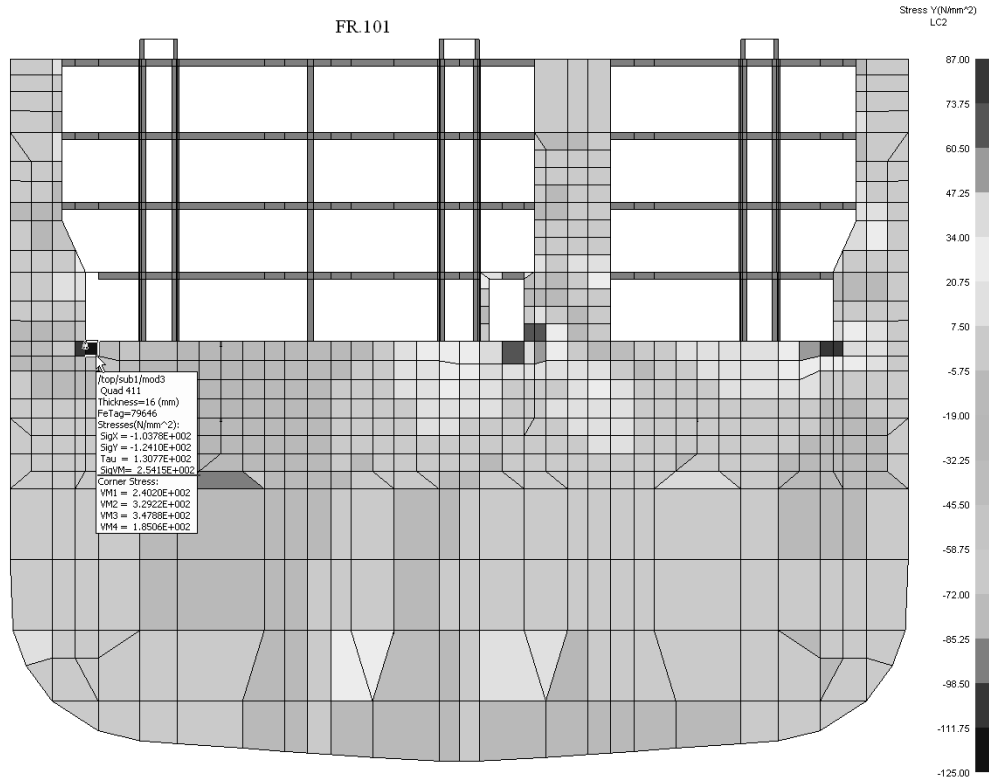 Stress Y(N/mm^2)
LC2
FR.101
87.00
73.75
60.50
47.25
34.00
20.75
7.50
-5.75
-19.00
-32.25
-45.50
-58.75
-72.00
-85.25
-98.50
-111.75
-125.00
/top/sub1/mod3
Quad 411
Thickness=16 (mm)
FeTag=79646
Stresses(N/mm^2):
SigX = -1.0378E+002
SigY = -1.2410E+002
Tau = 1.3077E+002
SigVM= 2.5415E+002
Corner Stress:
VM1 = 2.4020E+002
VM2 = 3.2922E+002
VM3 = 3.4788E+002
VM4 = 1.8506E+002